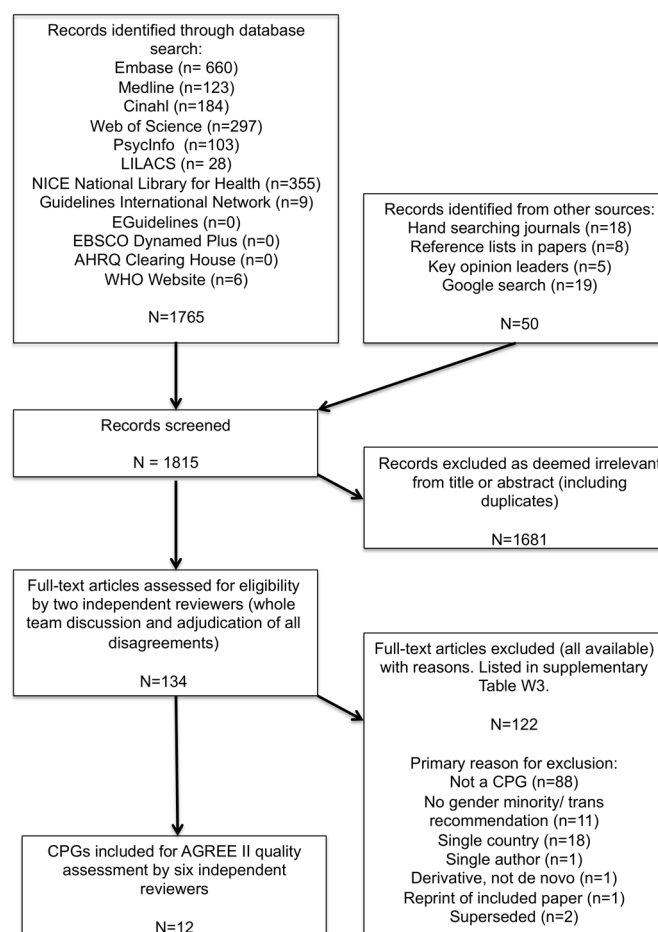 Records identified through database
search:
Embase (n= 660)
Medline (n=123)
Cinahl (n=184)
Web of Science (n=297)
PsycInfo (n=103)
LILACS (n= 28)
NICE National Library for Health (n=355)
Guidelines International Network (n=9)
EGuidelines (n=0)
EBSCO Dynamed Plus (n=0)
AHRQ Clearing House (n=0)
WHO Website (n=6)
N=1765
Records identified from other sources:
Hand searching journals (n=18)
Reference lists in papers (n=8)
Key opinion leaders (n=5)
Google search (n=19)
N=50
Records screened
N = 1815
Records excluded as deemed irrelevant
from title or abstract (including
duplicates)
N=1681
Full-text articles assessed for eligibility
by two independent reviewers (whole
team discussion and adjudication of all
disagreements)
N=134
Full-text articles excluded (all available)
with reasons. Listed in supplementary
Table W3.
N=122
Primary reason for exclusion:
Not a CPG (n=88)
No gender minority/ trans
recommendation (n=11)
Single country (n=18)
Single author (n=1)
Derivative, not de novo (n=1)
Reprint of included paper (n=1)
Superseded (n=2)
CPGs included for AGREE II quality
assessment by six independent
reviewers
N=12